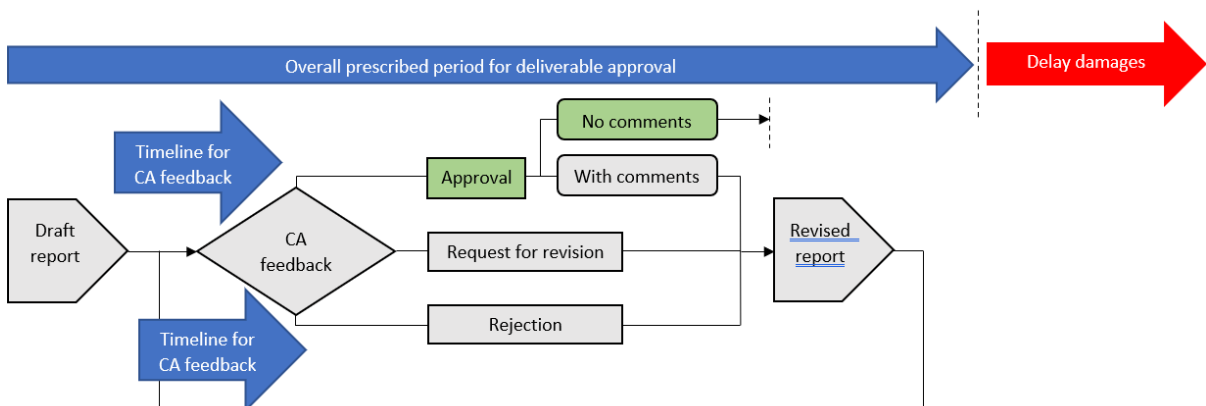 Overall prescribed period for deliverable approval
Delay damages
Timeline for
CA feedback
No comments
Approval
With comments
Draft
report
CA
feedback
Request for revision
Revised
report
Rejection
Timeline for
CA feedback